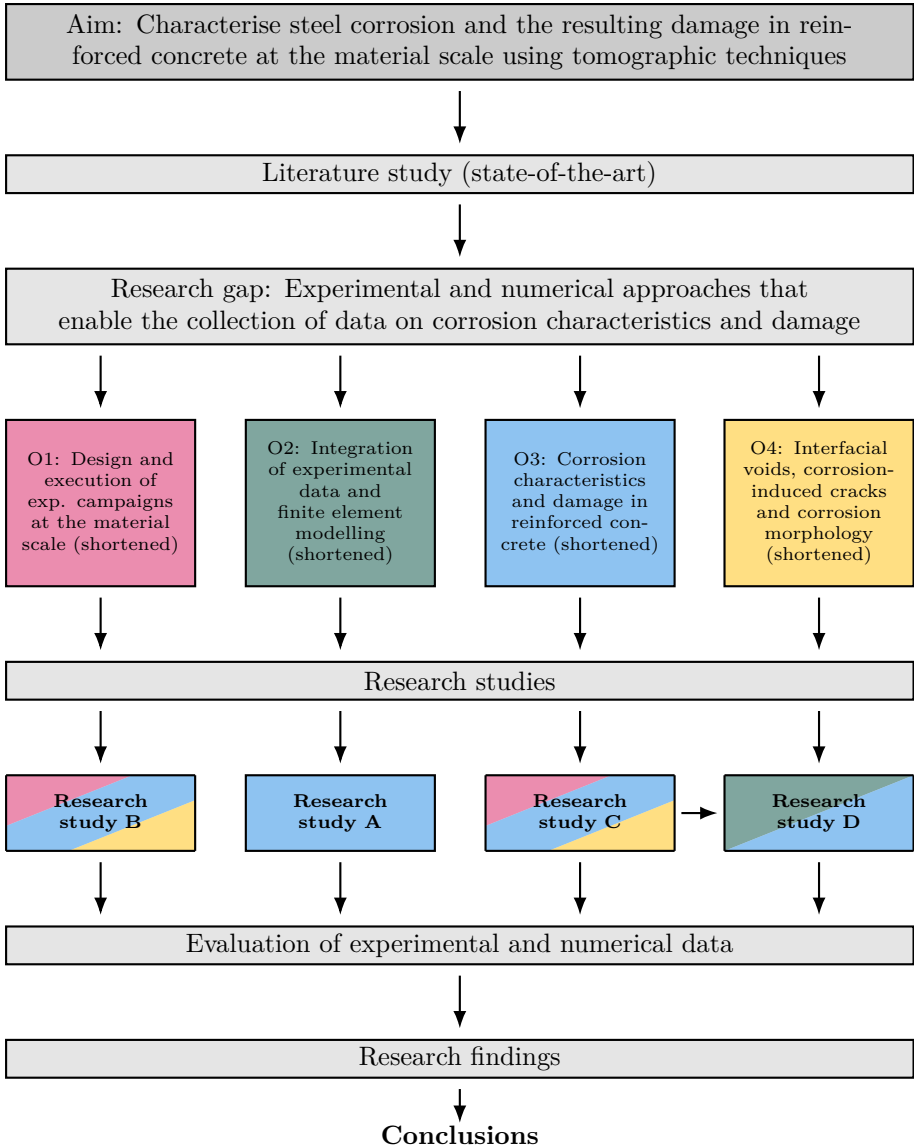 Aim: Characterise steel corrosion and the resulting damage in rein-
forced concrete at the material scale using tomographic techniques
Literature study (state-of-the-art)
Research gap: Experimental and numerical approaches that
enable the collection of data on corrosion characteristics and damage
O1: Design and
execution of
exp. campaigns
at the material
scale (shortened)
O2: Integration
of experimental
data and
finite element
modelling
(shortened)
O3: Corrosion
characteristics
and damage in
reinforced con-
crete (shortened)
O4: Interfacial
voids, corrosion-
induced cracks
and corrosion
morphology
(shortened)
Research studies
Research
study B
Research
study A
Research
study C
Research
study D
Evaluation of experimental and numerical data
Research findings
Conclusions